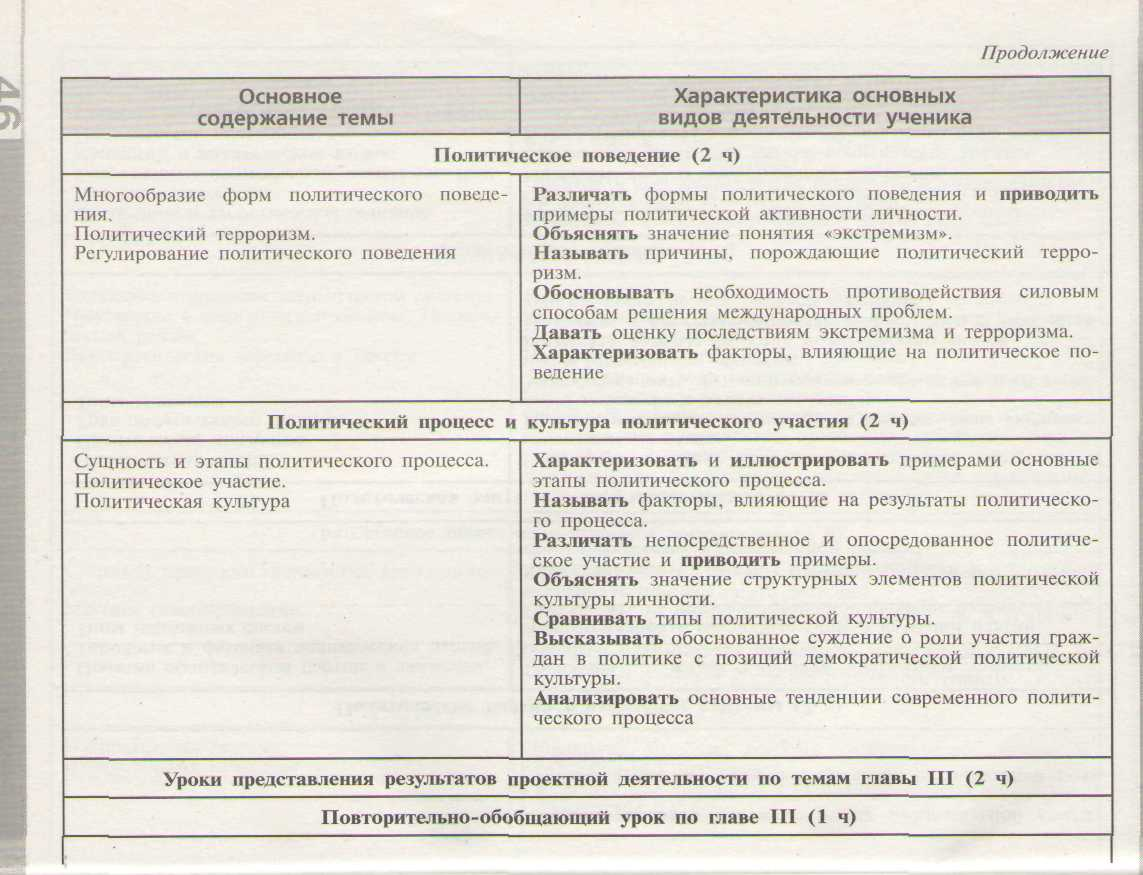 Продолжение
46
Основное
содержание темы
Характеристика основных
видов деятельности ученика
Политическое поведение (2 ч)
Многообразие форм политического поведе-
ния.
Политический терроризм.
Регулирование политического поведения
Различать формы политического поведения и приводить
примеры политической активности личности.
Объяснять значение понятия «экстремизм».
Называть причины, порождающие политический терро-
ризм.
Обосновывать необходимость противодействия силовым
способам решения международных проблем.
Давать оценку последствиям экстремизма и терроризма.
Характеризовать факторы, влияющие на политическое по-
ведение
Политический процесс и культура политического участия (2 ч)
Сущность и этапы политического процесса.
Политическое участие.
Политическая культура
Характеризовать и иллюстрировать примерами основные
этапы политического процесса.
Называть факторы, влияющие на результаты политическо-
го процесса.
Различать непосредственное и опосредованное политиче-
ское участие и приводить примеры.
Объяснять значение структурных элементов политической
культуры личности.
Сравнивать типы политической культуры.
Высказывать обоснованное суждение о роли участия граж-
дан в политике с позиций демократической политической
культуры.
Анализировать основные тенденции современного полити-
ческого процесса
Уроки представления результатов проектной деятельности по темам главы III (2 ч)
Повторительно-обобщающий урок по главе III (1 ч)